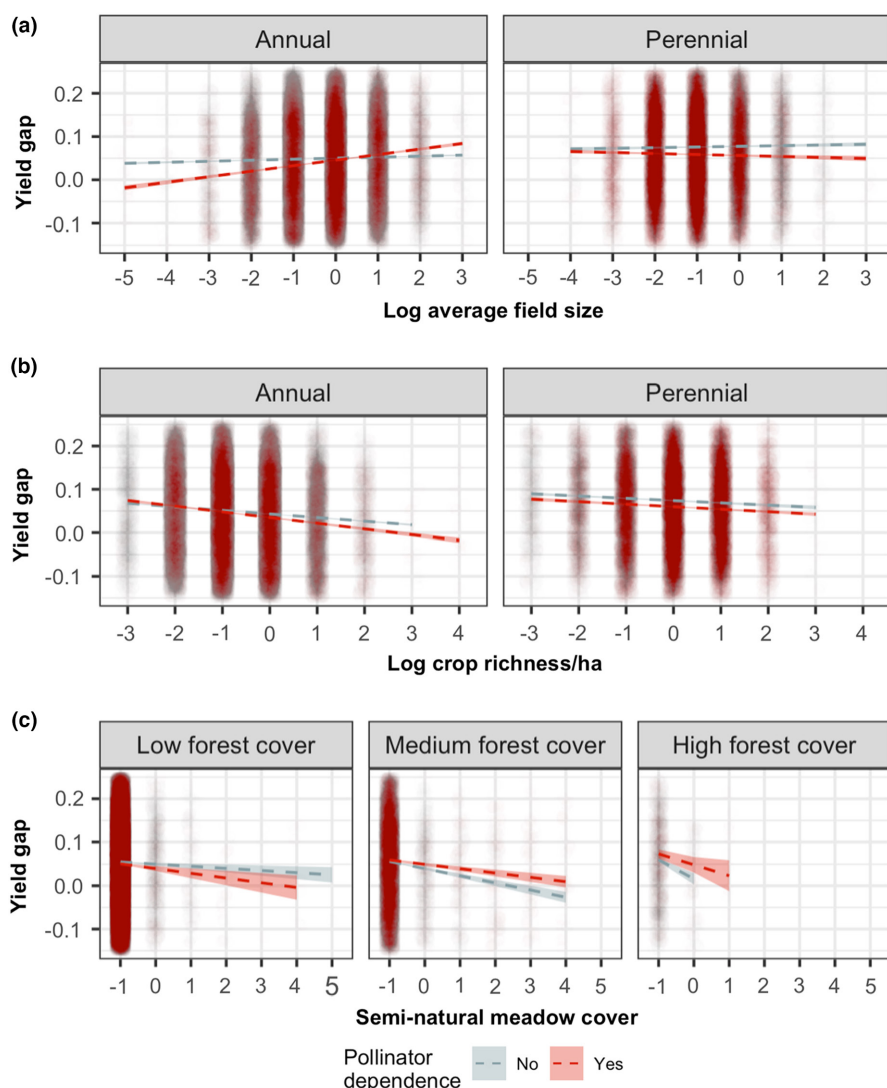 (a)
Annual Perennial
Yield gap
0.2
0.1
0.0
-0.1
-5 -4 -3 -2 -1 0 1 2 3 -5 -4 -3 -2 -1 0 1 2 3
Log average field size
(b)
Annual Perennial
Yield gap
0.2
0.1
0.0
-0.1
-3 -2 -1 0 1 2 3 4 -3 -2 -1 0 1 2 3 4
Log crop richness/ha
(c)
Low forest cover Medium forest cover High forest cover
Yield gap
0.2
0.1
0.0
-0.1
-1 0 1 2 3 4 5 -1 0 1 2 3 4 5 -1 0 1 2 3 4 5
Semi-natural meadow cover
Pollinator
dependence No Yes